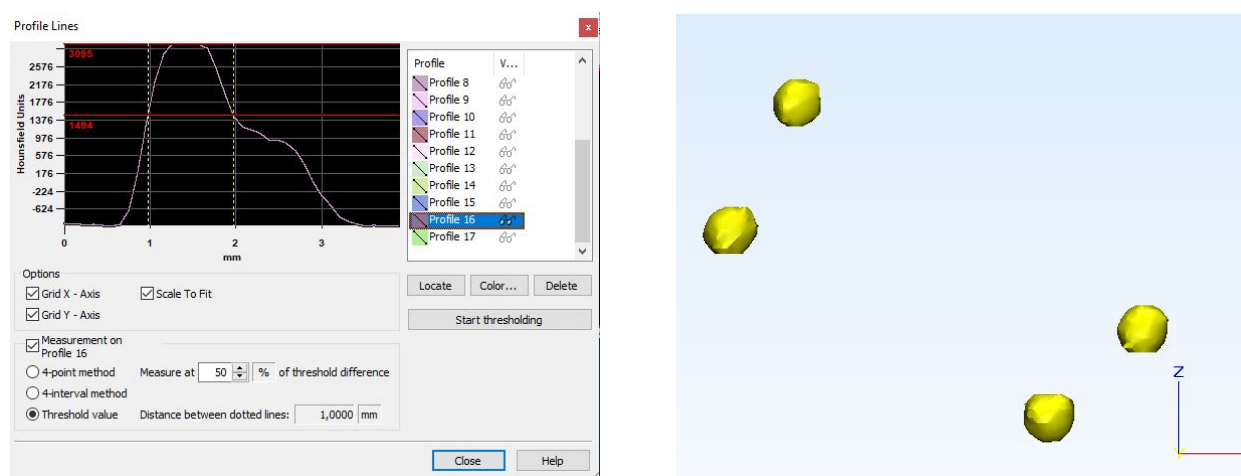 Profile Lines
x
3095
2576
2176
1776
1376
1494
976
576
176
-224
-624
Hounsfield Units
0 1 2 3
mm
Profile V...
Profile 8
Profile 9
Profile 10
Profile 11
Profile 12
Profile 13
Profile 14
Profile 15
Profile 16
Profile 17
Options
Grid X - Axis Scale To Fit
Grid Y - Axis
Locate Color... Delete
Start thresholding
Measurement on
Profile 16
4-point method Measure at 50 % of threshold difference
4-interval method
Threshold value Distance between dotted lines: 1,0000 mm
Close Help
Z
Y